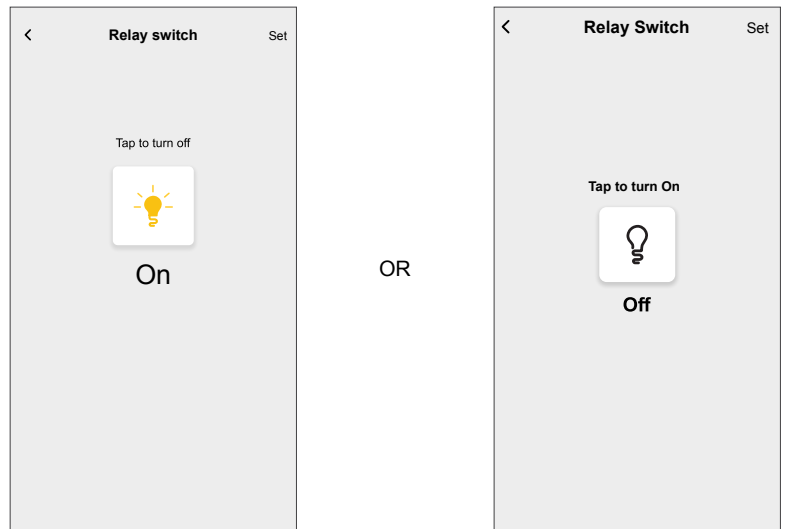 Relay switch
Set
Tap to turn off
On
OR
Relay Switch
Set
Tap to turn On
Off